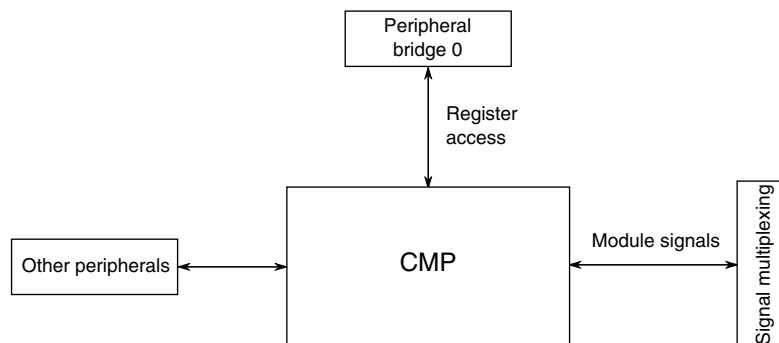 Peripheral
bridge 0
Register
access
Other peripherals
CMP
Module signals
Signal multiplexing